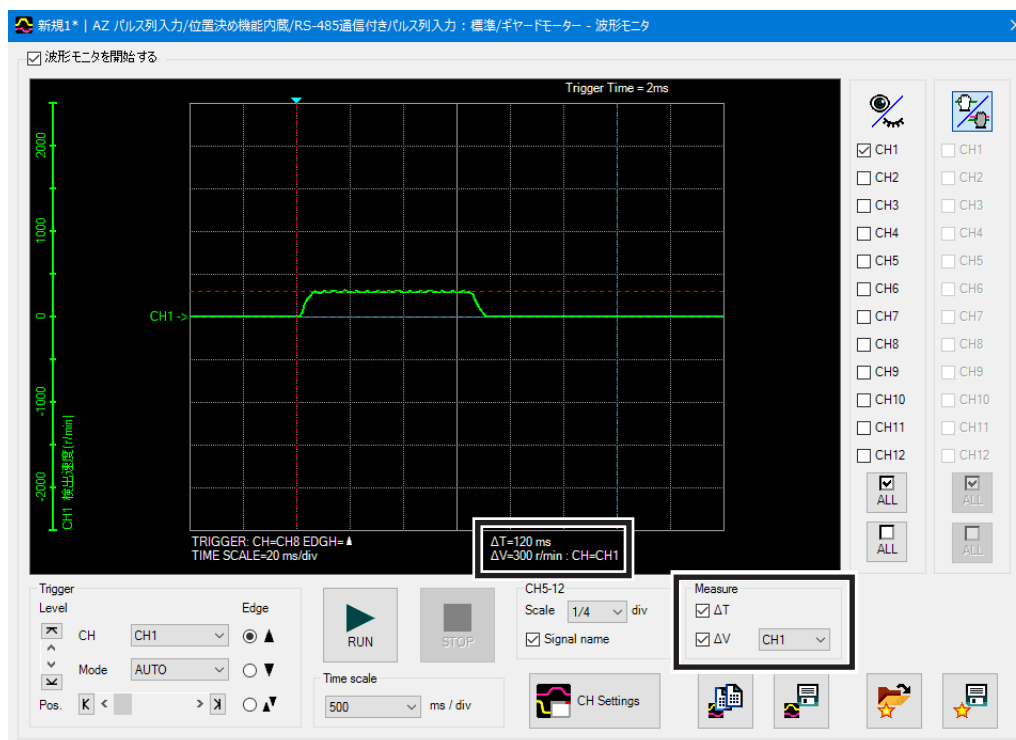 新規1* | AZ パルス列入力/位置決め機能内蔵/RS-485通信付きパルス列入力 : 標準/ギヤードモーター - 波形モニタ
波形モニタを開始する
Trigger Time = 2ms
2000
1000
0
-1000
-2000
CH1 検出速度[r/min]
CH1 ->
TRIGGER: CH=CH8 EDGH=
TIME SCALE=20 ms/div
ΔT=120 ms
ΔV=300 r/min : CH=CH1
CH1
CH2
CH3
CH4
CH5
CH6
CH7
CH8
CH9
CH10
CH11
CH12
ALL
ALL
CH1
CH2
CH3
CH4
CH5
CH6
CH7
CH8
CH9
CH10
CH11
CH12
ALL
ALL
Trigger
Level
Edge
CH
CH1
Mode
AUTO
Pos.
RUN
STOP
Time scale
500
ms / div
CH5-12
Scale
1/4
div
Signal name
CH Settings
Measure
ΔT
ΔV
CH1